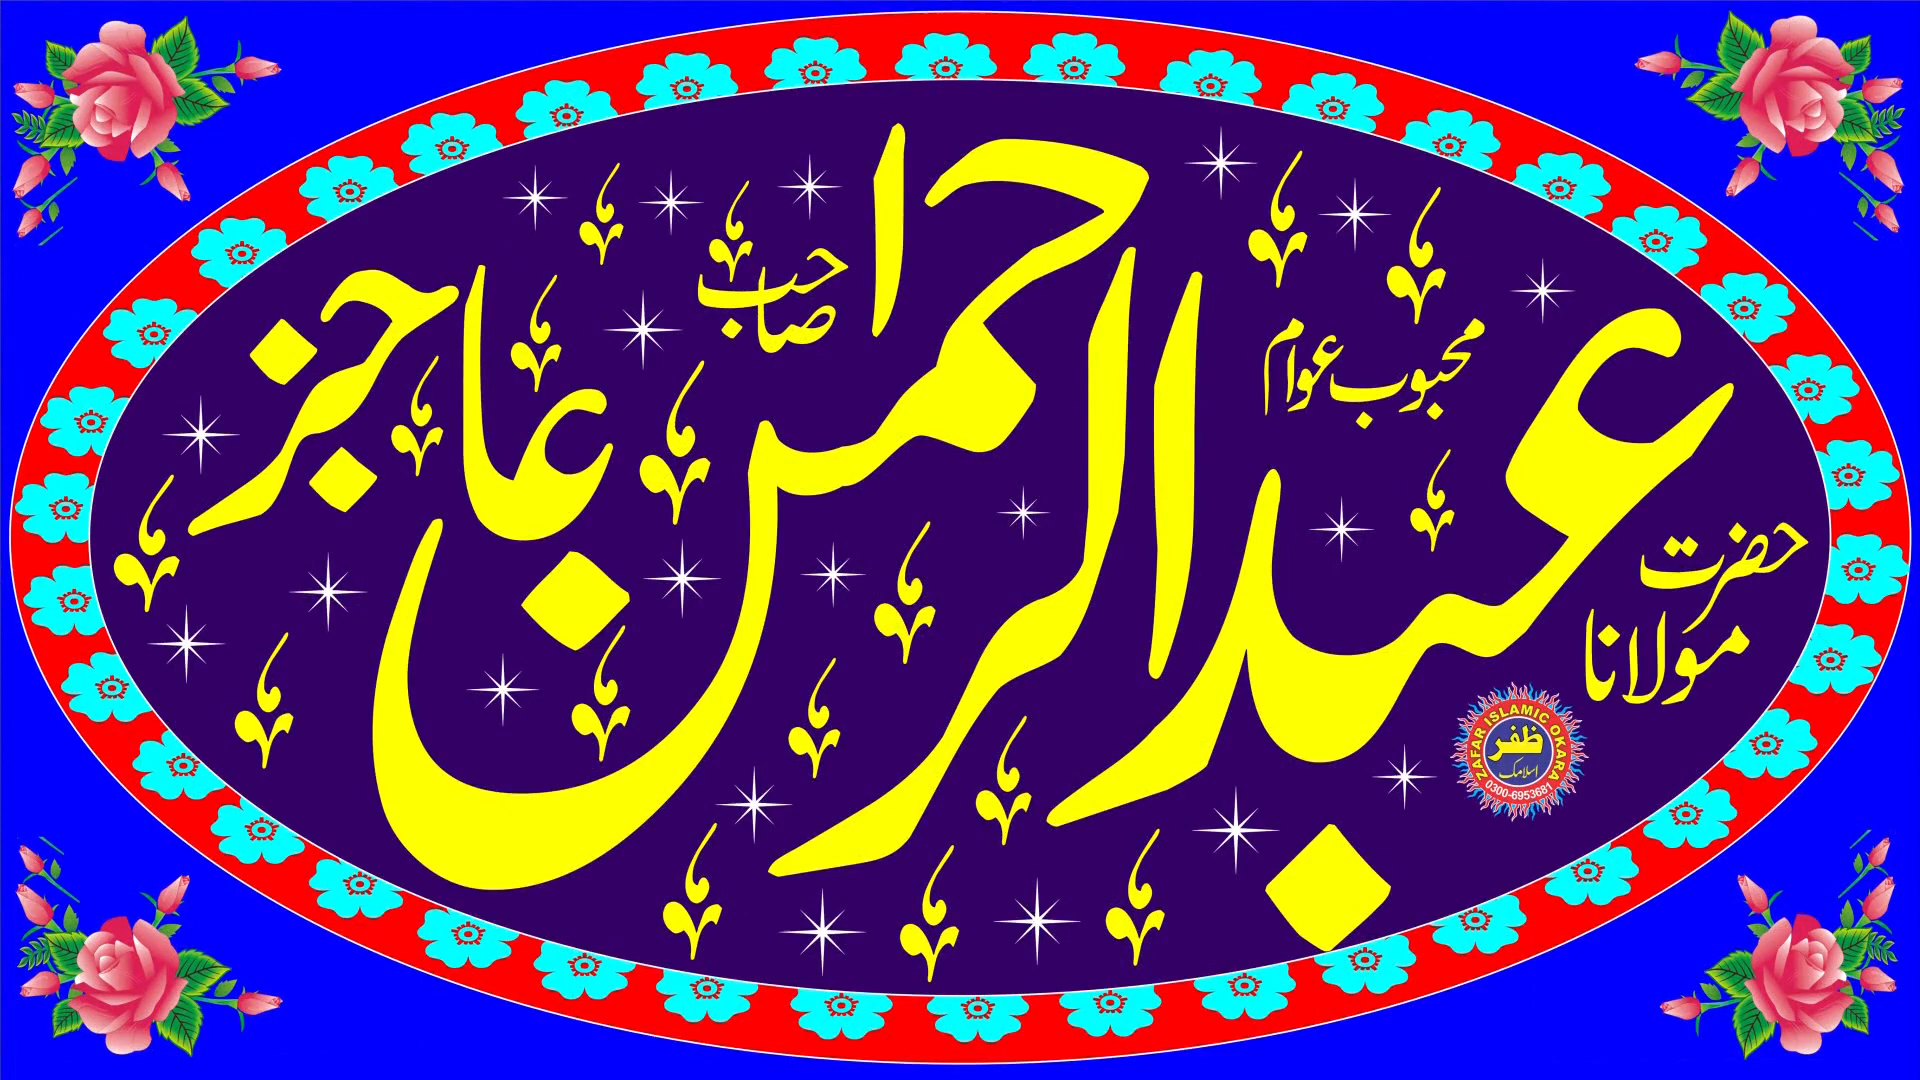 حضرت
مولانا
محبوب عوام
عبدالرحمن عاجز
صاحب
ZAFAR ISLAMIC OKARA
ظفر
اسلامک
0300-6953681